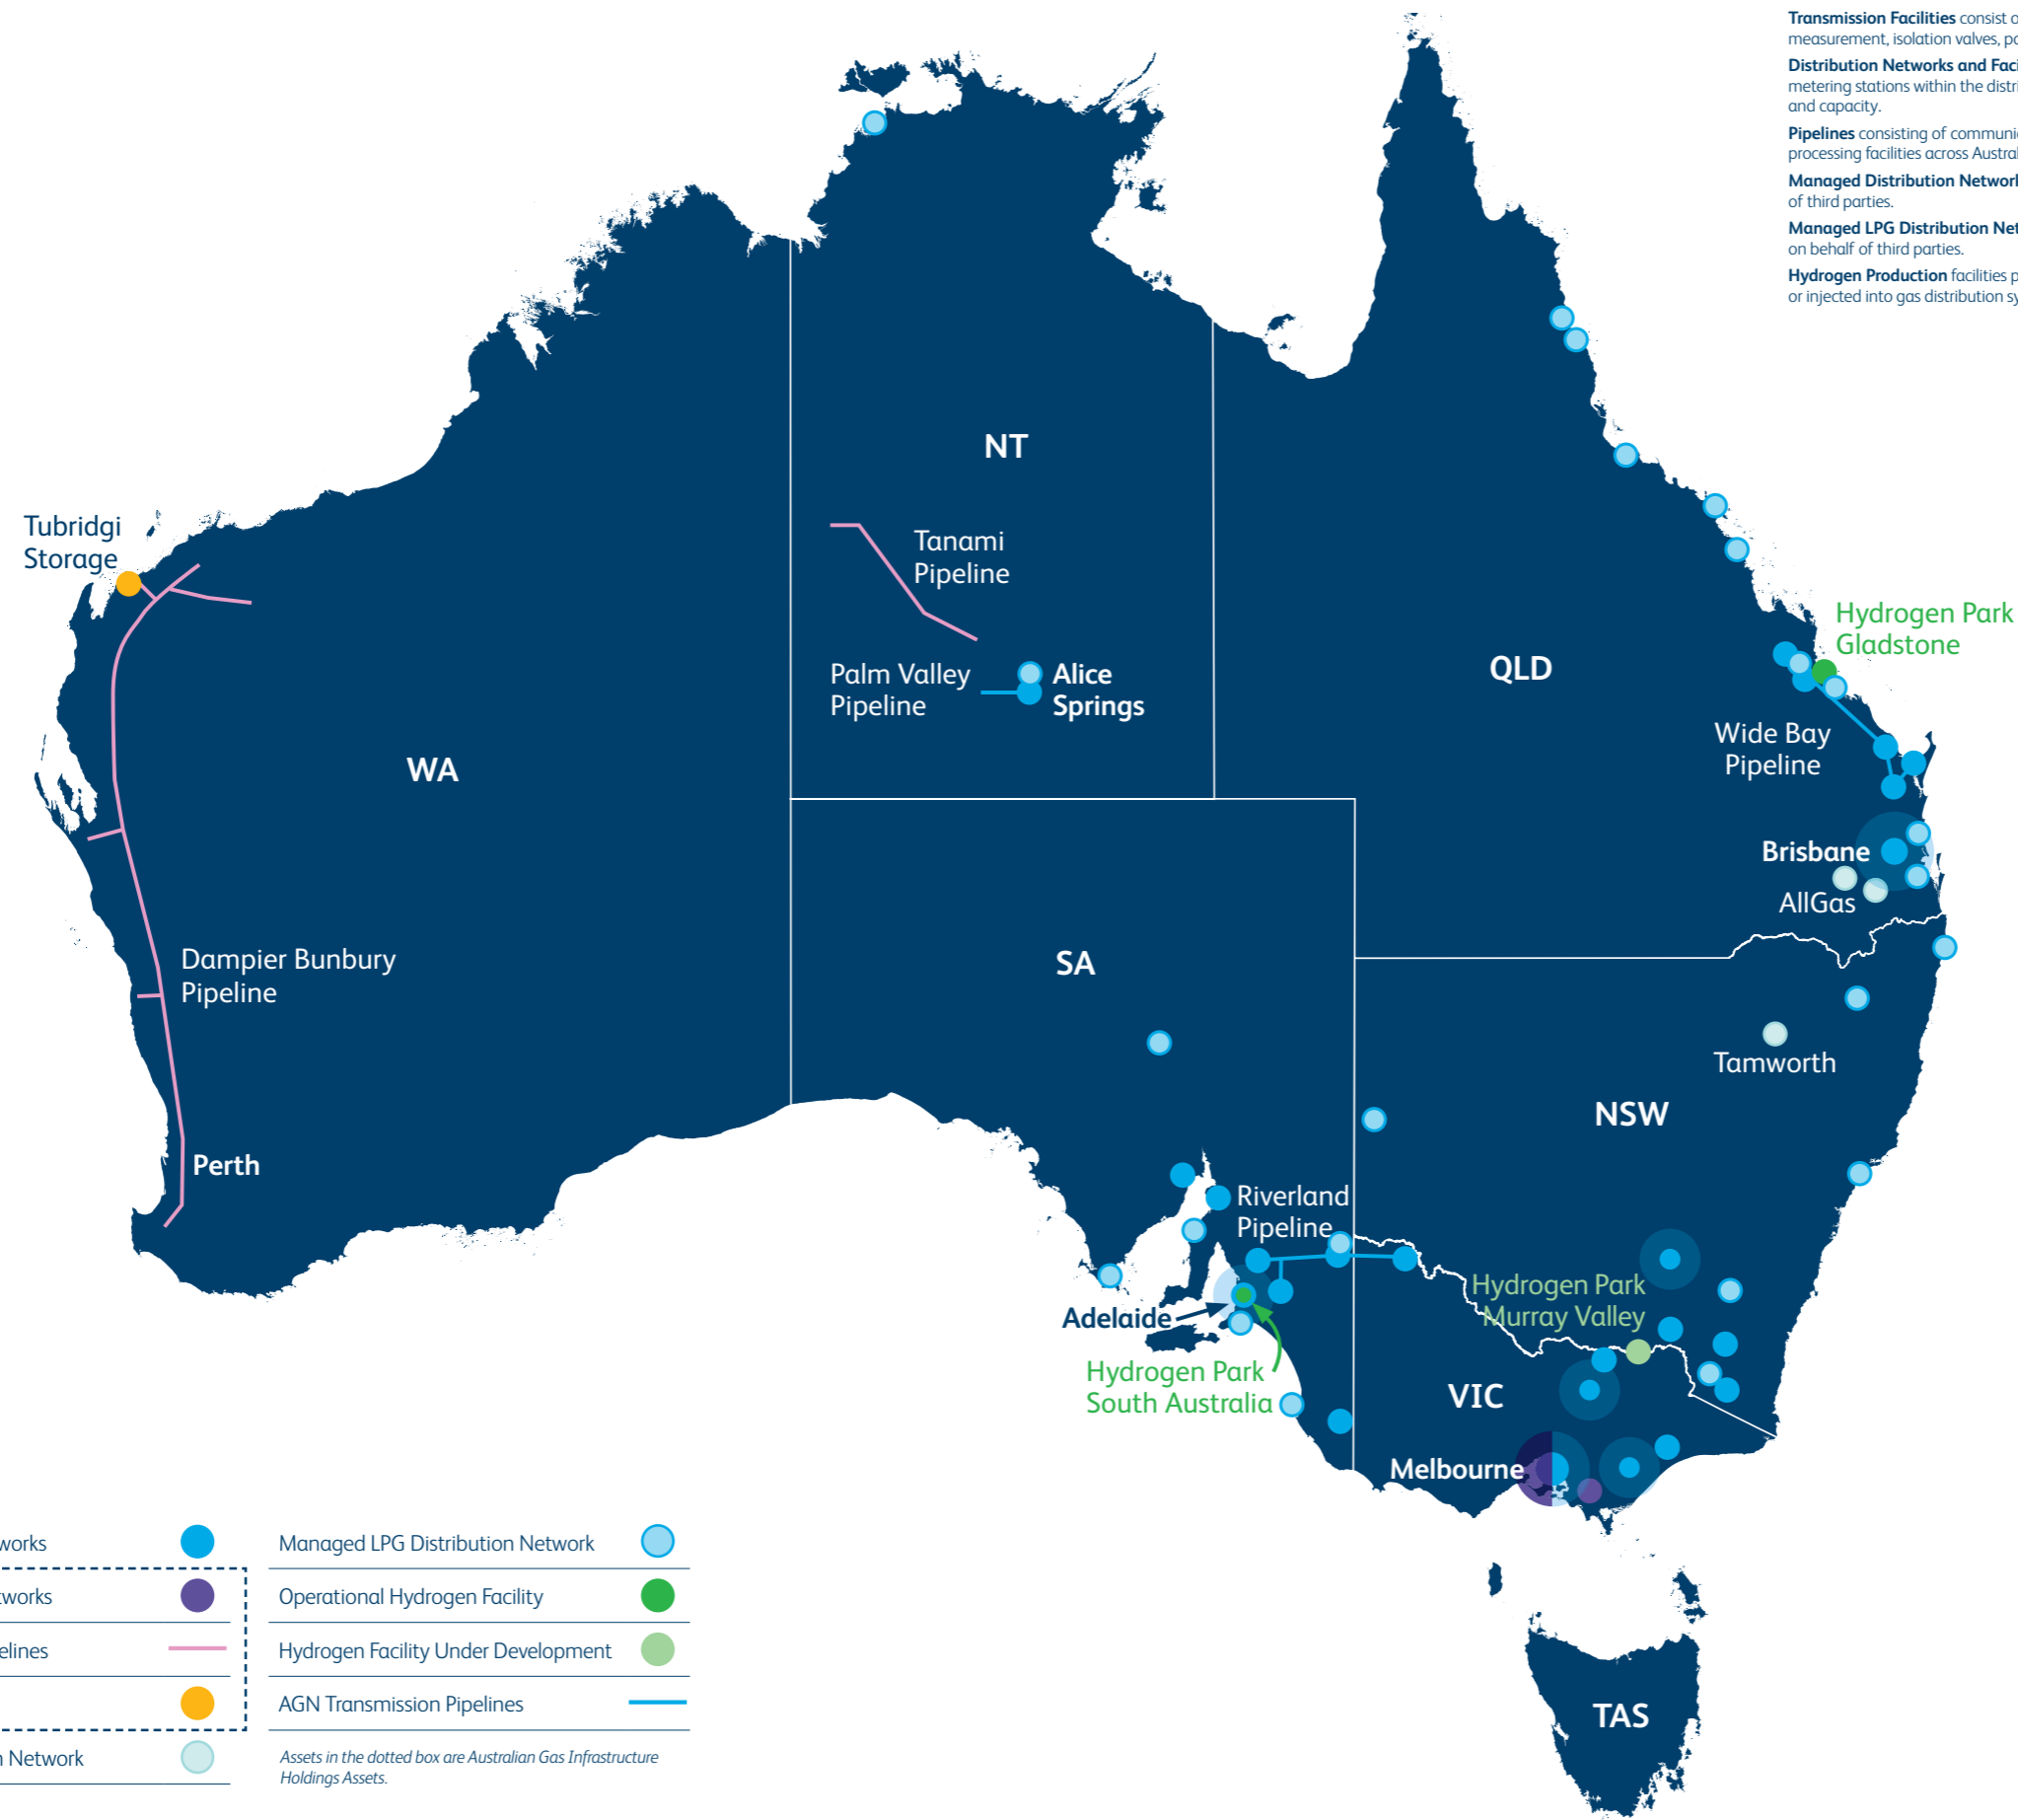 Transmission Facilities consist o
measurement, isolation valves, po
Distribution Networks and Faci
metering stations within the distri
and capacity.
Pipelines consisting of communi
processing facilities across Austral
Managed Distribution Network
of third parties.
Managed LPG Distribution Net
on behalf of third parties.
Hydrogen Production facilities p
or injected into gas distribution sy
NT
Tubridgi
Storage
Tanami
Pipeline
Hydrogen Park
Gladstone
Palm Valley
Pipeline
Alice
Springs
QLD
Wide Bay
Pipeline
WA
Brisbane
AllGas
Dampier Bunbury
Pipeline
SA
Tamworth
NSW
Perth
Riverland
Pipeline
Hydrogen Park
Murray Valley
Adelaide
Hydrogen Park
South Australia
VIC
Melbourne
TAS
works
tworks
elines
n Network
Managed LPG Distribution Network
Operational Hydrogen Facility
Hydrogen Facility Under Development
AGN Transmission Pipelines
Assets in the dotted box are Australian Gas Infrastructure
Holdings Assets.